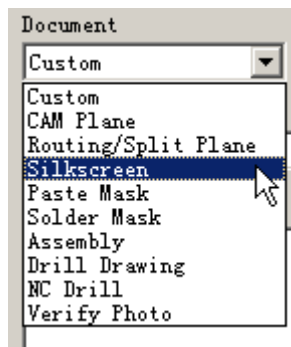 Document
Custom
Custom
CAM Plane
Routing/Split Plane
Silkscreen
Paste Mask
Solder Mask
Assembly
Drill Drawing
NC Drill
Verify Photo